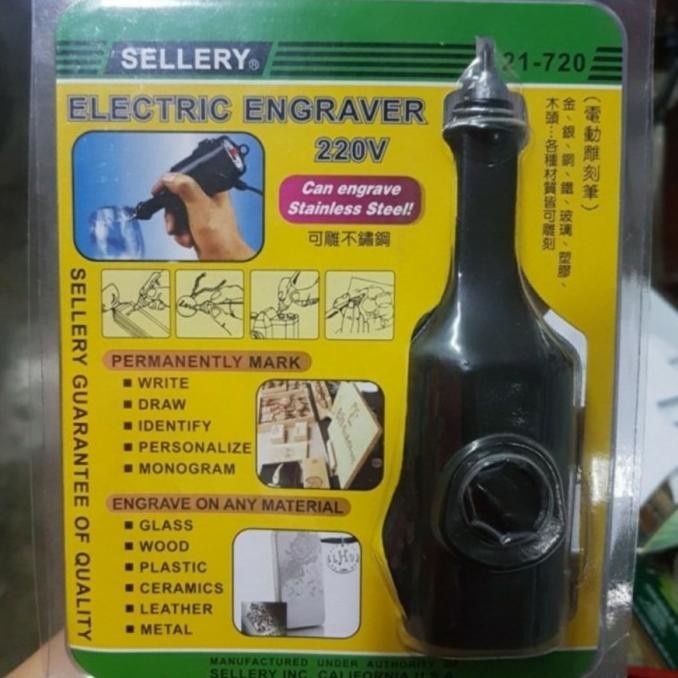 SELLERY®
21-720
ELECTRIC ENGRAVER
220V
Can engrave
Stainless Steel!
可雕不鏽鋼
(電動雕刻筆)
金、銀、銅、鐵、玻璃、塑膠、
木頭...各種材質皆可雕刻
SELLERY GUARANTEE OF QUALITY
PERMANENTLY MARK
■ WRITE
■ DRAW
■ IDENTIFY
■ PERSONALIZE
■ MONOGRAM
ENGRAVE ON ANY MATERIAL
■ GLASS
■ WOOD
■ PLASTIC
■ CERAMICS
■ LEATHER
■ METAL
MANUFACTURED UNDER AUTHORITY OF
SELLERY INC. CALIFORNIA U.S.A.